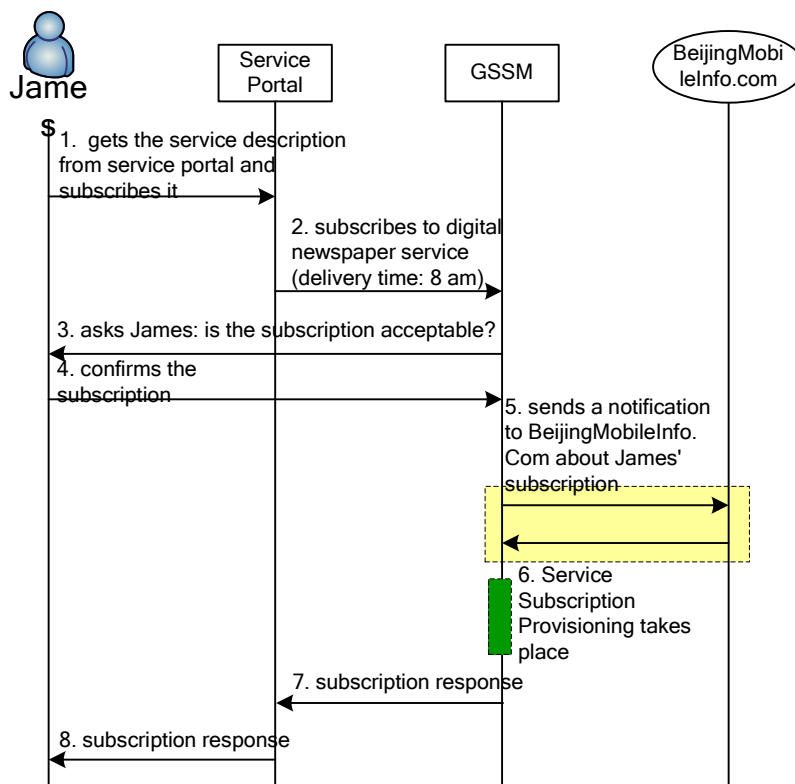 Jame
$
Service
Portal
GSSM
BeijingMobi
leInfo.com
1.  gets the service description
from service portal and
subscribes it
2. subscribes to digital
newspaper service
(delivery time: 8 am)
3. asks James: is the subscription acceptable?
4. confirms the
subscription
5. sends a notification
to BeijingMobileInfo.
Com about James'
subscription
6. Service
Subscription
Provisioning takes
place
7. subscription response
8. subscription response